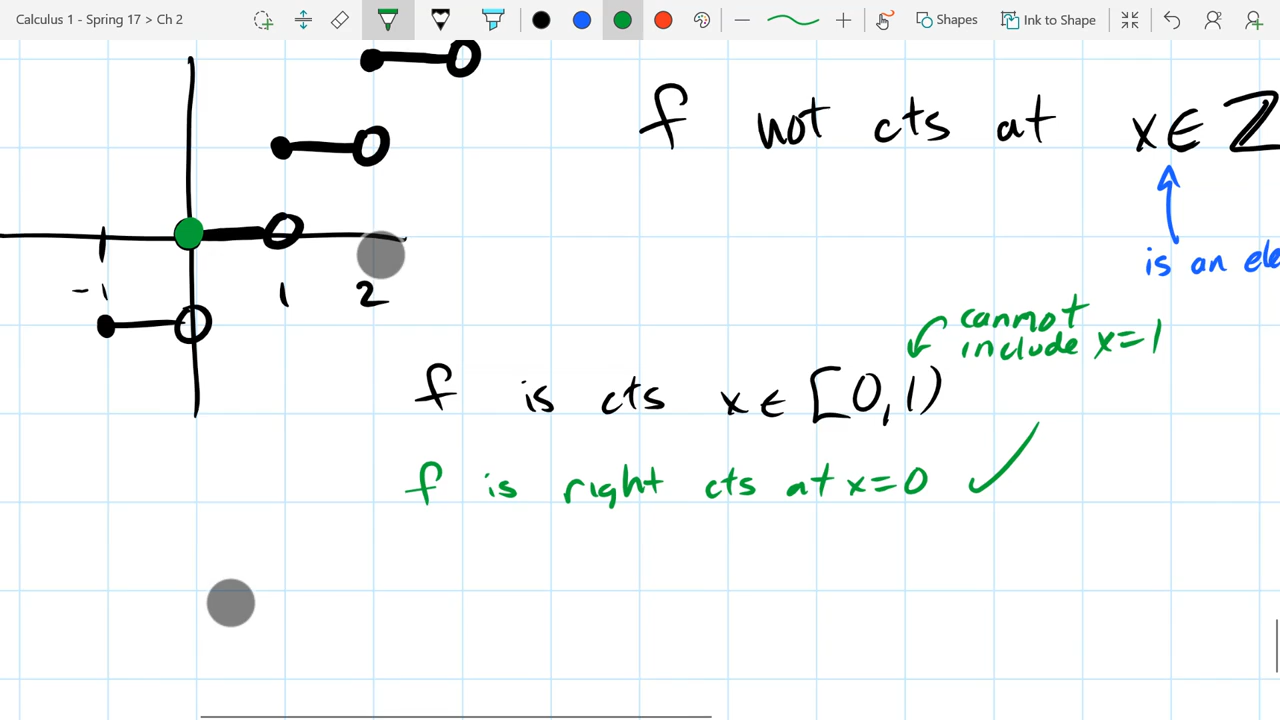 Calculus 1 - Spring 17 > Ch 2
Shapes
Ink to Shape
f not cts at x∈ℤ
is an ele
-1 1 2
cannot
include x=1
f is cts x∈[0,1)
f is right cts at x=0 ✓